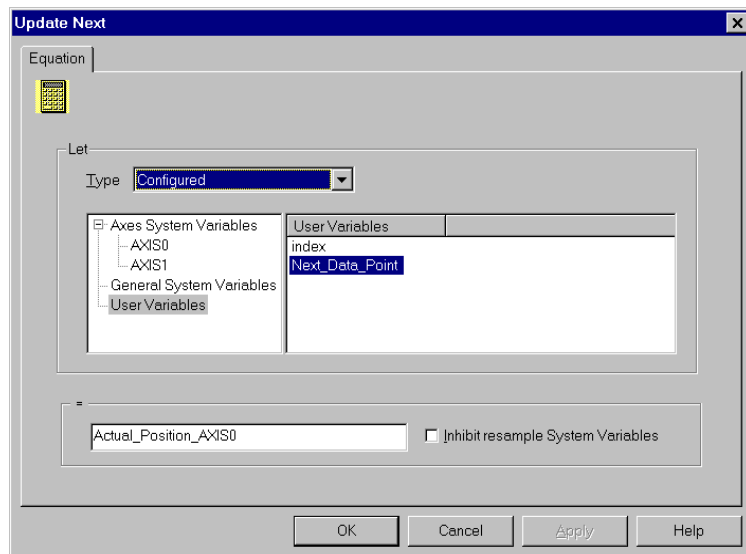 Update Next
Equation
Let
Type Configured
Axes System Variables
AXIS0
AXIS1
General System Variables
User Variables
User Variables
index
Next_Data_Point
=
Actual_Position_AXIS0
Inhibit resample System Variables
OK Cancel Apply Help